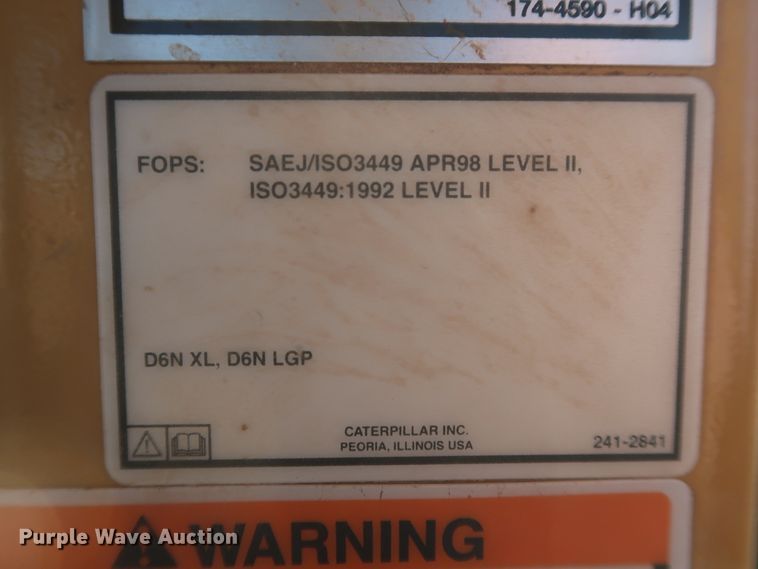 174-4590 - H04
FOPS: SAEJ/ISO3449 APR98 LEVEL II,
ISO3449:1992 LEVEL II
D6N XL, D6N LGP
CATERPILLAR INC.
PEORIA, ILLINOIS USA
241-2841
WARNING
Purple Wave Auction